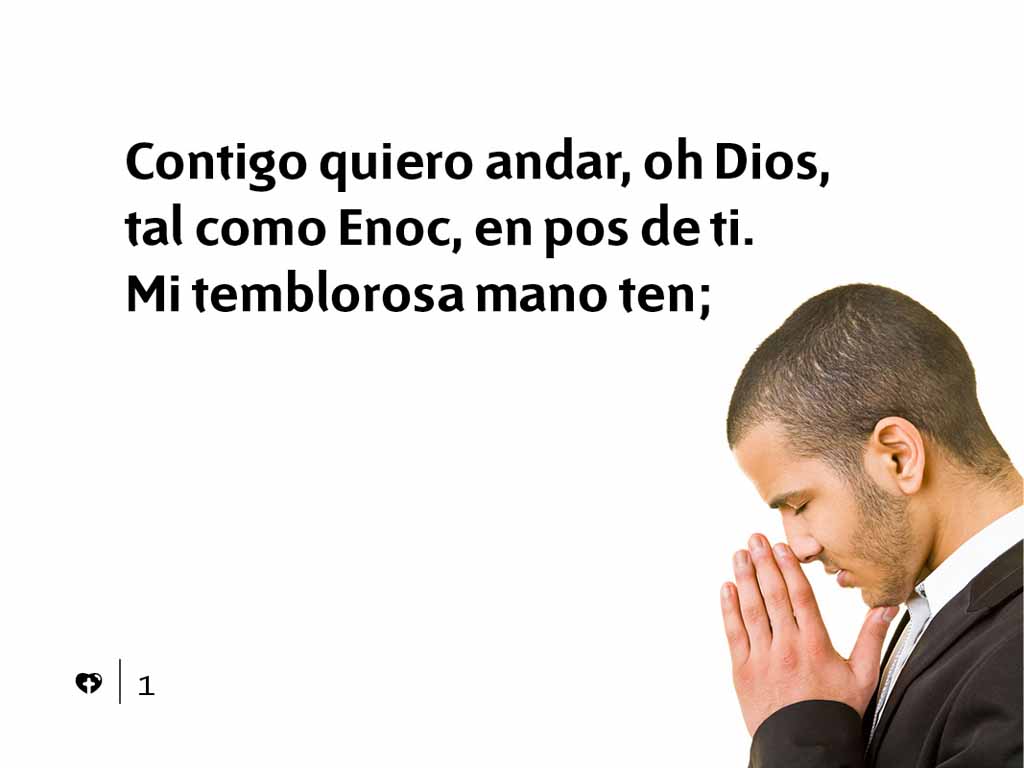 Contigo quiero andar, oh Dios,
tal como Enoc, en pos de ti.
Mi temblorosa mano ten;
1